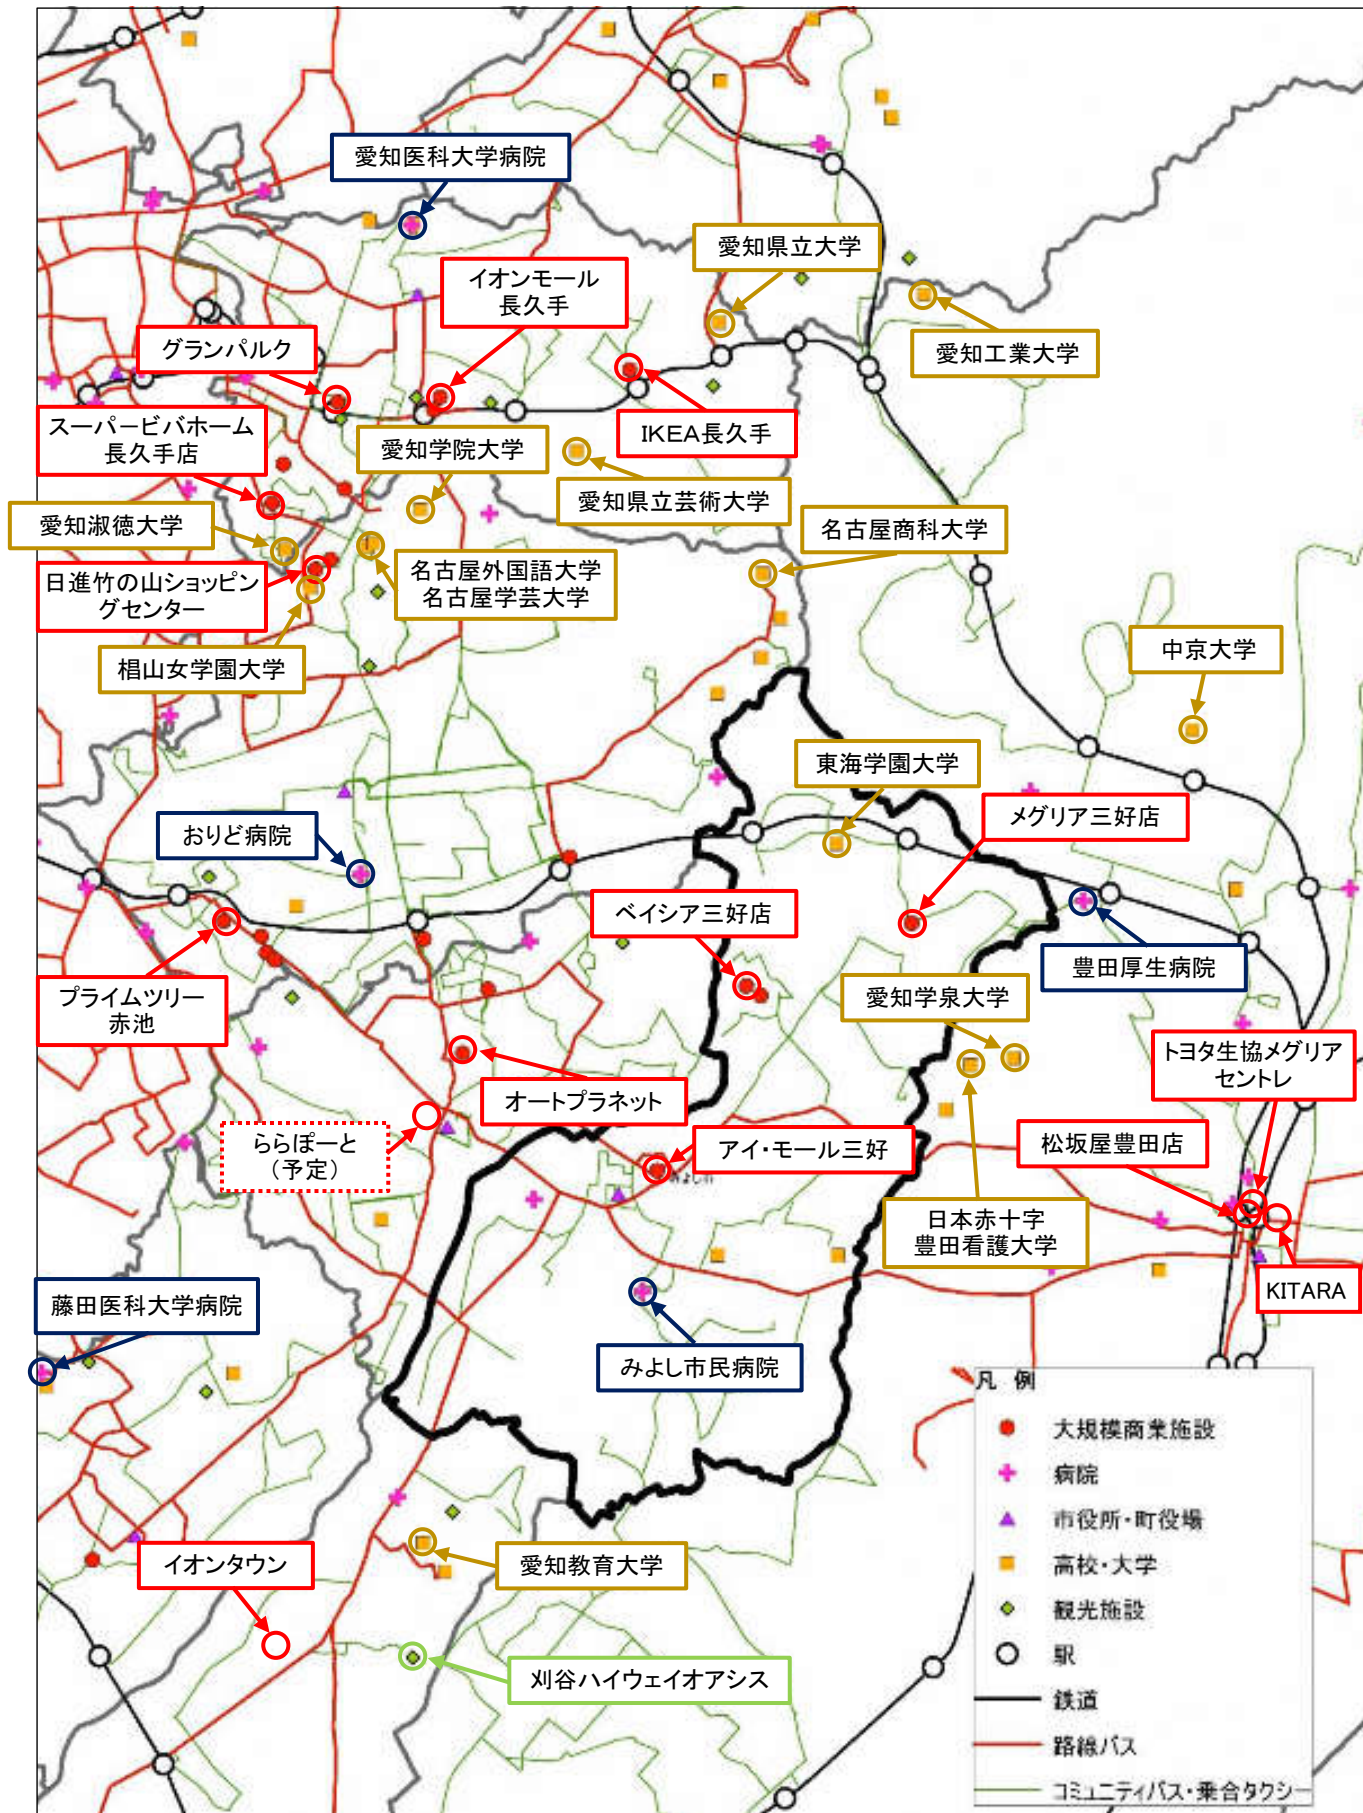 愛知医科大学病院
愛知県立大学
イオンモール
長久手
グランパルク
愛知工業大学
スーパービバホーム
長久手店
IKEA長久手
愛知学院大学
愛知県立芸術大学
愛知淑徳大学
名古屋商科大学
日進竹の山ショッピン
グセンター
名古屋外国語大学
名古屋学芸大学
椙山女学園大学
中京大学
東海学園大学
メグリア三好店
おりど病院
ベイシア三好店
豊田厚生病院
プライムツリー
赤池
愛知学泉大学
トヨタ生協メグリア
セントレ
オートプラネット
ららぽーと
（予定）
アイ・モール三好
松坂屋豊田店
日本赤十字
豊田看護大学
KITARA
藤田医科大学病院
みよし市民病院
イオンタウン
愛知教育大学
刈谷ハイウェイオアシス
凡 例
大規模商業施設
病院
市役所・町役場
高校・大学
観光施設
駅
鉄道
路線バス
コミュニティバス・乗合タクシー